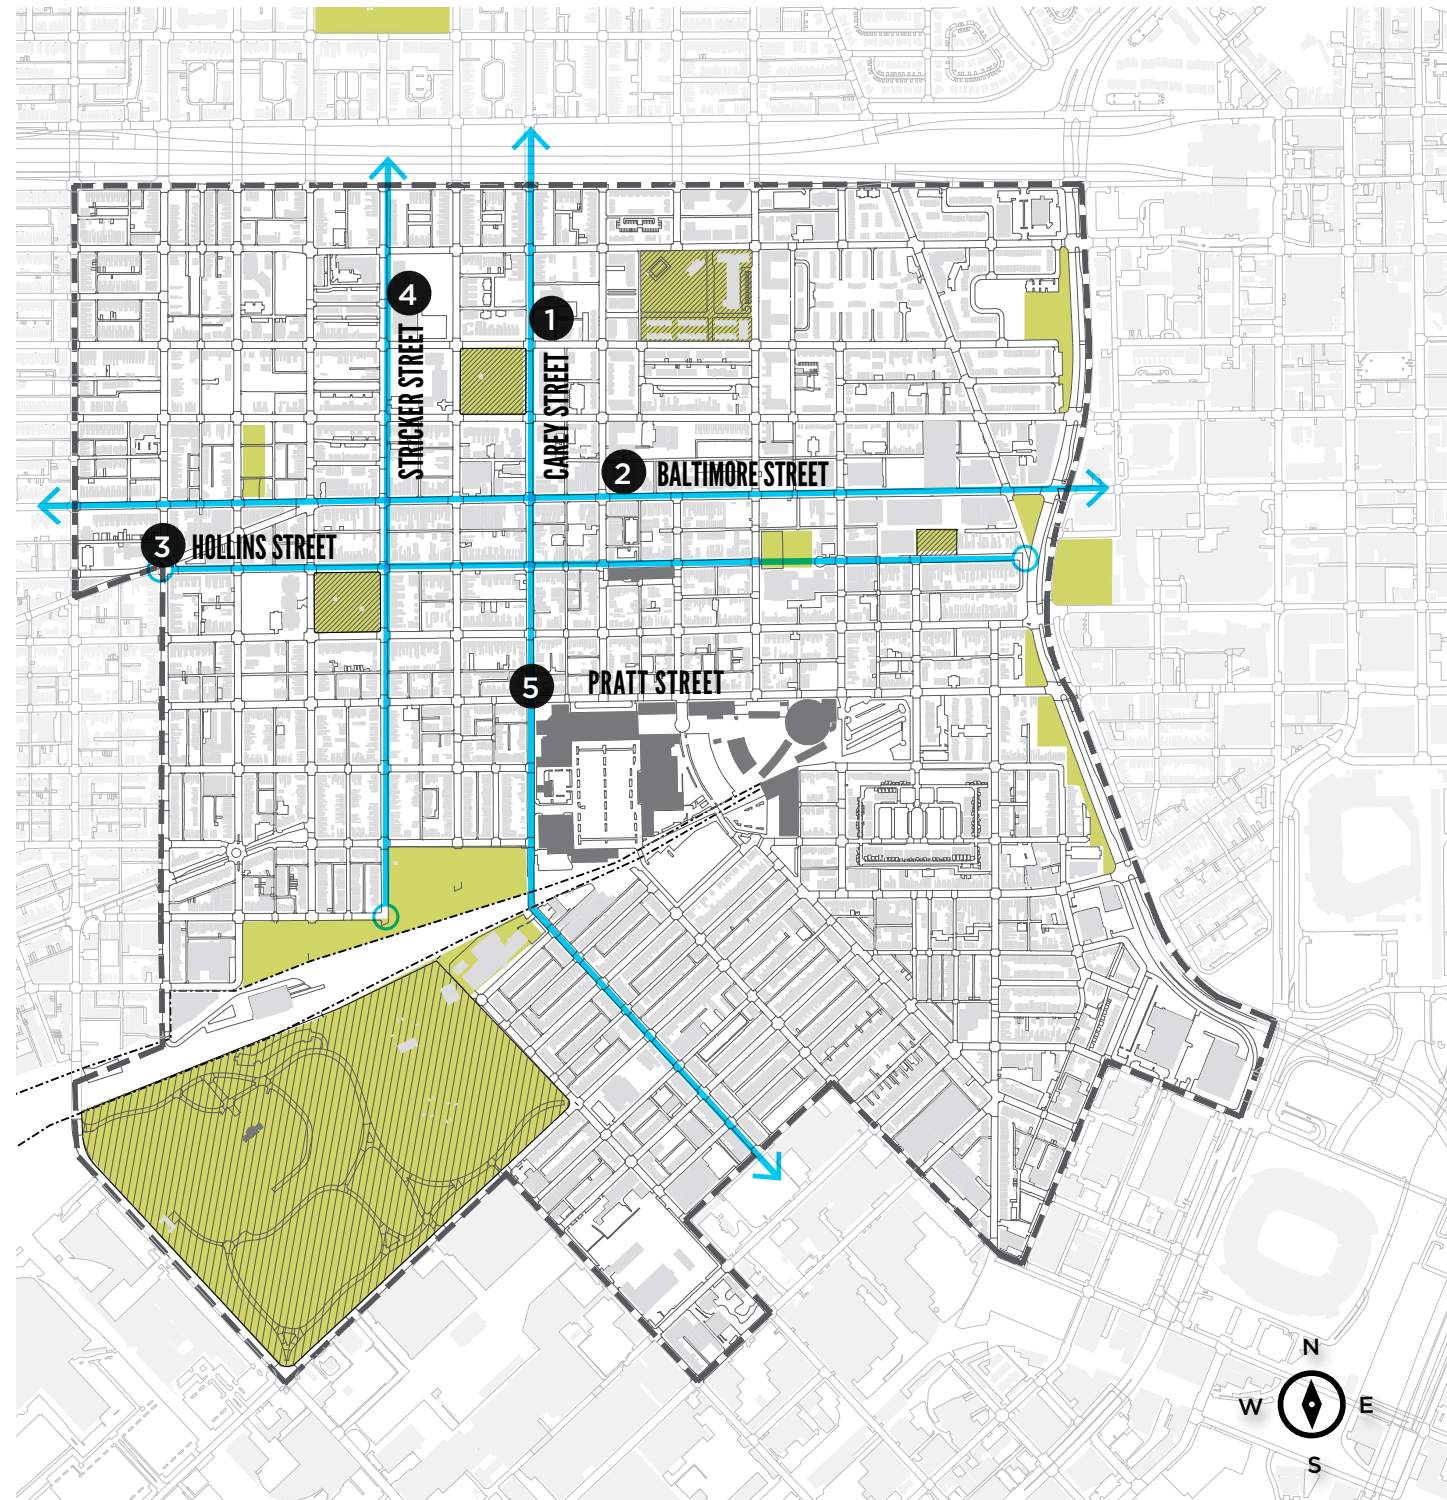 4
STRICKER STREET
1
CAREY STREET
2 BALTIMORE STREET
3 HOLLINS STREET
5 PRATT STREET
N
W E
S